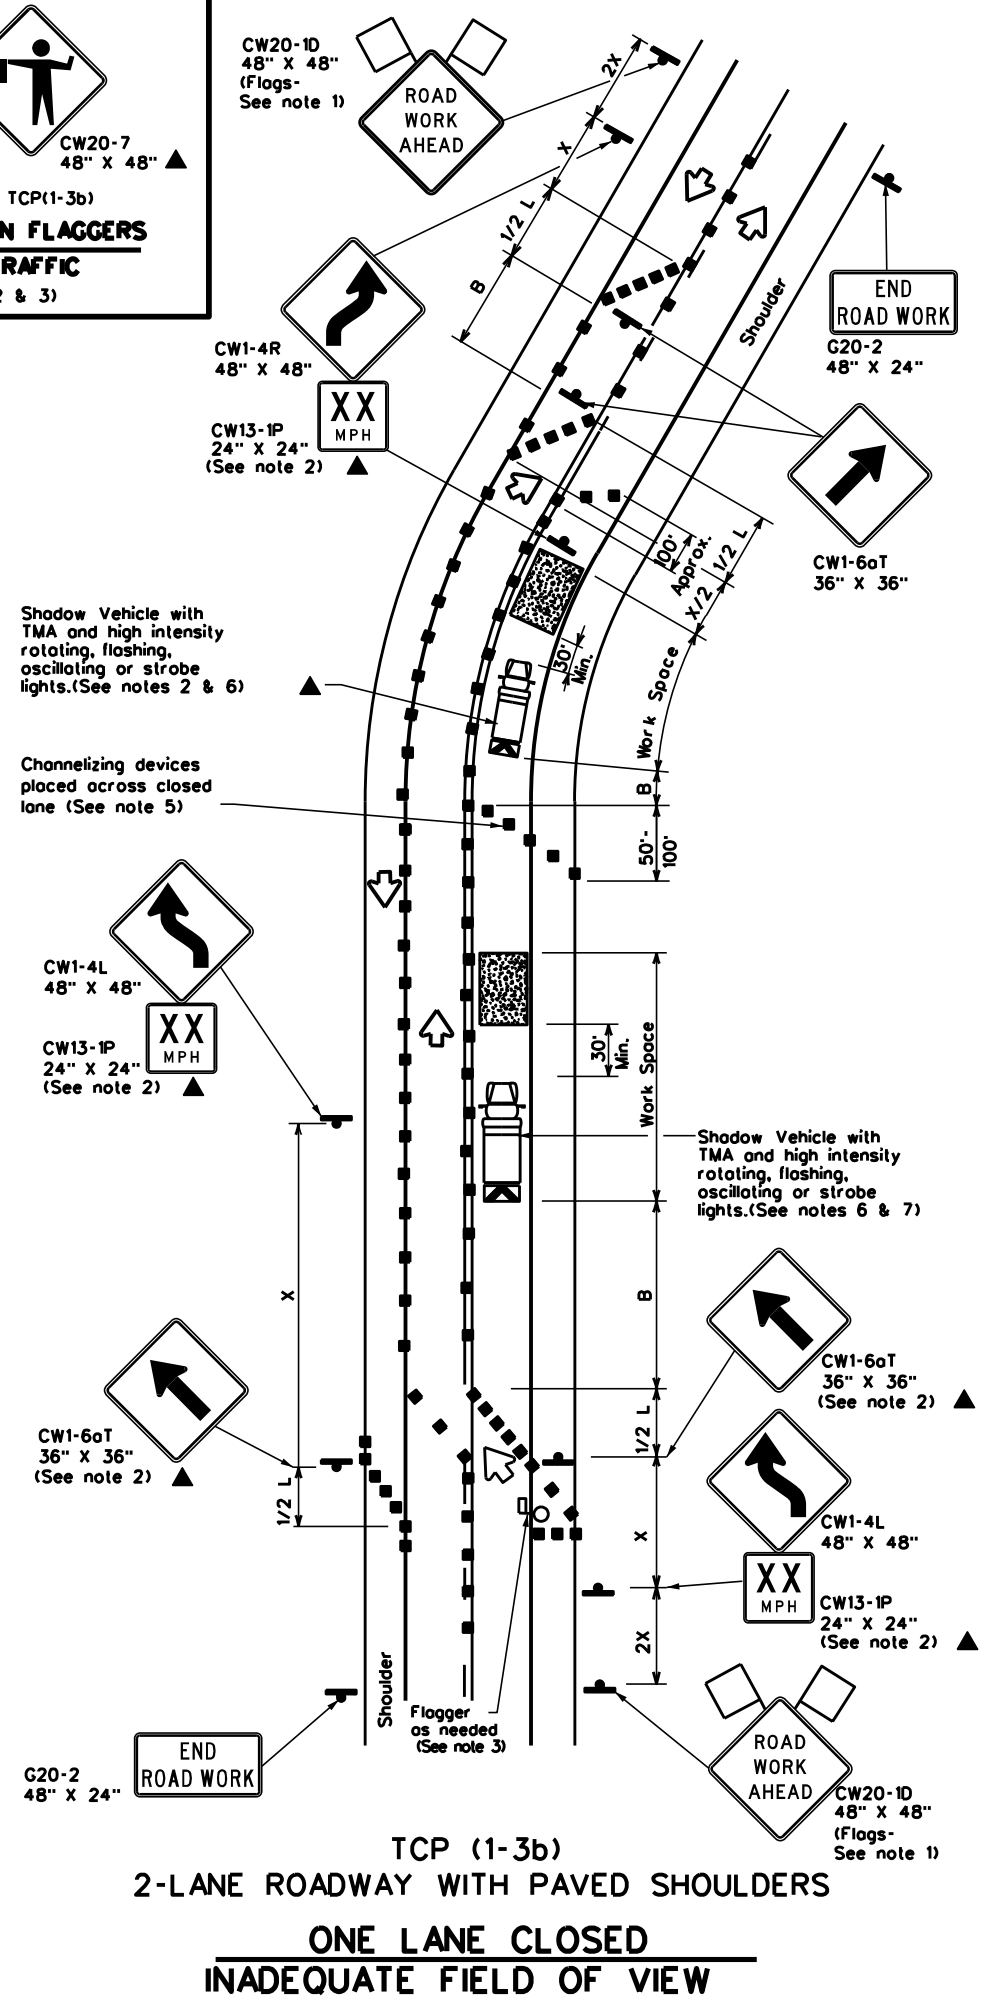 CW20-7
48" X 48"
TCP(1-3b)
N FLAGGERS
RAFFIC
2 & 3)
CW20-1D
48" X 48"
(Flags-
See note 1)
ROAD
WORK
AHEAD
2X
X
1/2 L
B
CW1-4R
48" X 48"
XX
MPH
CW13-1P
24" X 24"
(See note 2)
Shoulder
END
ROAD WORK
G20-2
48" X 24"
CW1-6aT
36" X 36"
100'
Approx.
1/2 L
X/2
30'
Min.
Work Space
B
50'-
100'
Shadow Vehicle with
TMA and high intensity
rotating, flashing,
oscillating or strobe
lights.(See notes 2 & 6)
Channelizing devices
placed across closed
lane (See note 5)
CW1-4L
48" X 48"
XX
MPH
CW13-1P
24" X 24"
(See note 2)
30'
Min.
Work Space
Shadow Vehicle with
TMA and high intensity
rotating, flashing,
oscillating or strobe
lights.(See notes 6 & 7)
X
B
CW1-6aT
36" X 36"
(See note 2)
1/2 L
CW1-6aT
36" X 36"
(See note 2)
1/2 L
X
CW1-4L
48" X 48"
XX
MPH
CW13-1P
24" X 24"
(See note 2)
2X
Shoulder
Flagger
as needed
(See note 3)
END
ROAD WORK
G20-2
48" X 24"
ROAD
WORK
AHEAD
CW20-1D
48" X 48"
(Flags-
See note 1)
TCP (1-3b)
2-LANE ROADWAY WITH PAVED SHOULDERS
ONE LANE CLOSED
INADEQUATE FIELD OF VIEW